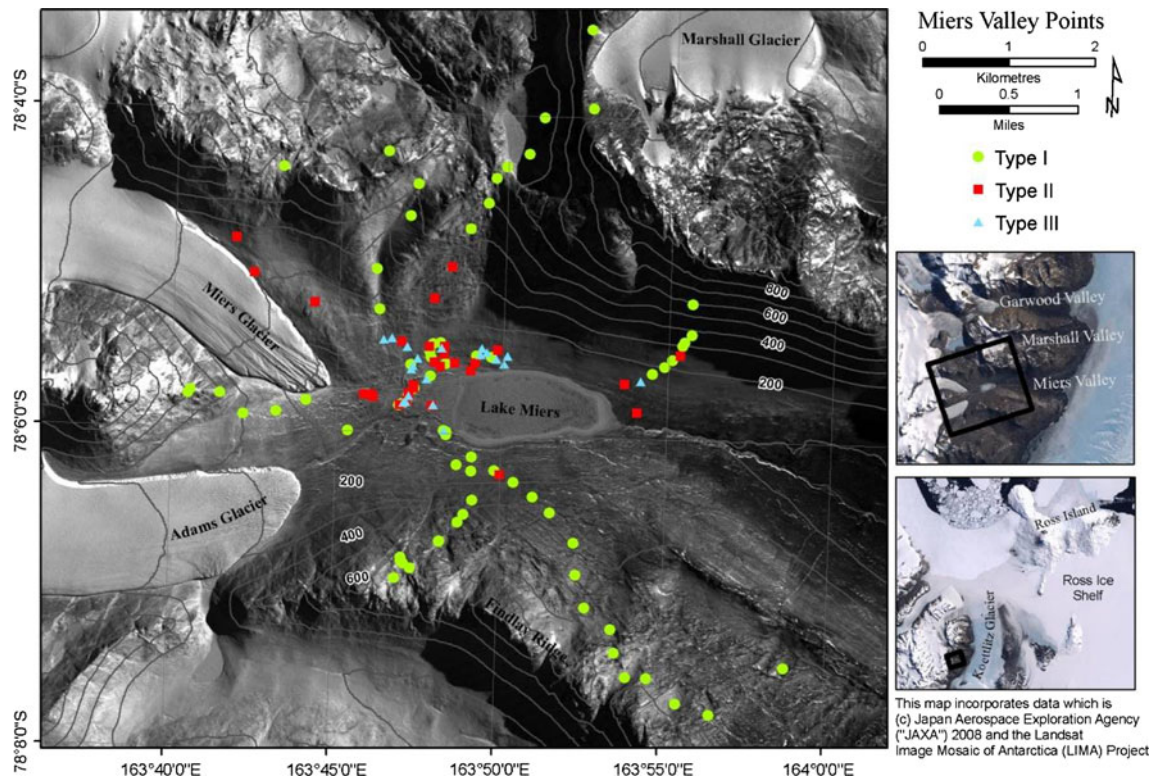 Miers Valley Points
0 1 2
Kilometres
0 0.5 1
Miles
N
Type I
Type II
Type III
Marshall Glacier
Miers Glacier
Lake Miers
Adams Glacier
Findlay Ridge
800
600
400
200
200
400
600
78°4'0"S
78°6'0"S
78°8'0"S
163°40'0"E
163°45'0"E
163°50'0"E
163°55'0"E
164°0'0"E
Garwood Valley
Marshall Valley
Miers Valley
Ross Island
Ross Ice
Shelf
Koettlitz Glacier
This map incorporates data which is
(c) Japan Aerospace Exploration Agency
("JAXA") 2008 and the Landsat
Image Mosaic of Antarctica (LIMA) Project